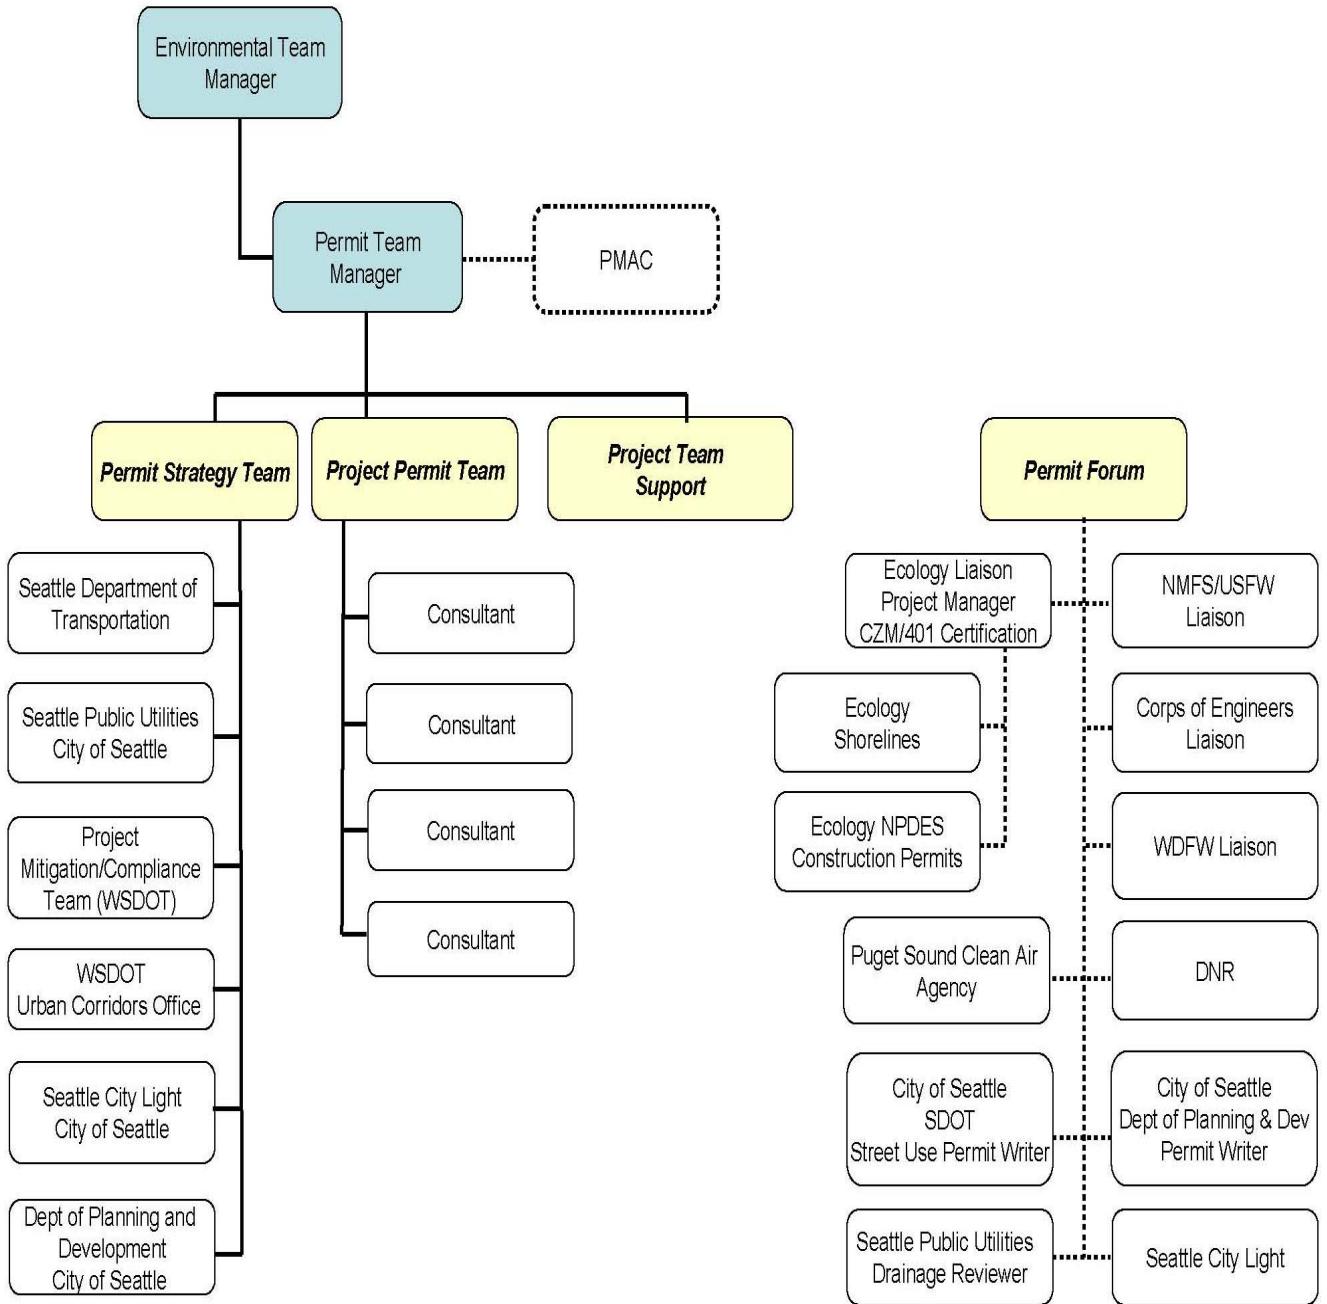 Environmental Team
Manager
Permit Team
Manager
PMAC
Permit Strategy Team
Project Permit Team
Project Team
Support
Permit Forum
Seattle Department of
Transportation
Seattle Public Utilities
City of Seattle
Project
Mitigation/Compliance
Team (WSDOT)
WSDOT
Urban Corridors Office
Seattle City Light
City of Seattle
Dept of Planning and
Development
City of Seattle
Consultant
Consultant
Consultant
Consultant
Ecology Liaison
Project Manager
CZM/401 Certification
Ecology
Shorelines
Ecology NPDES
Construction Permits
Puget Sound Clean Air
Agency
City of Seattle
SDOT
Street Use Permit Writer
Seattle Public Utilities
Drainage Reviewer
NMFS/USFW
Liaison
Corps of Engineers
Liaison
WDFW Liaison
DNR
City of Seattle
Dept of Planning & Dev
Permit Writer
Seattle City Light